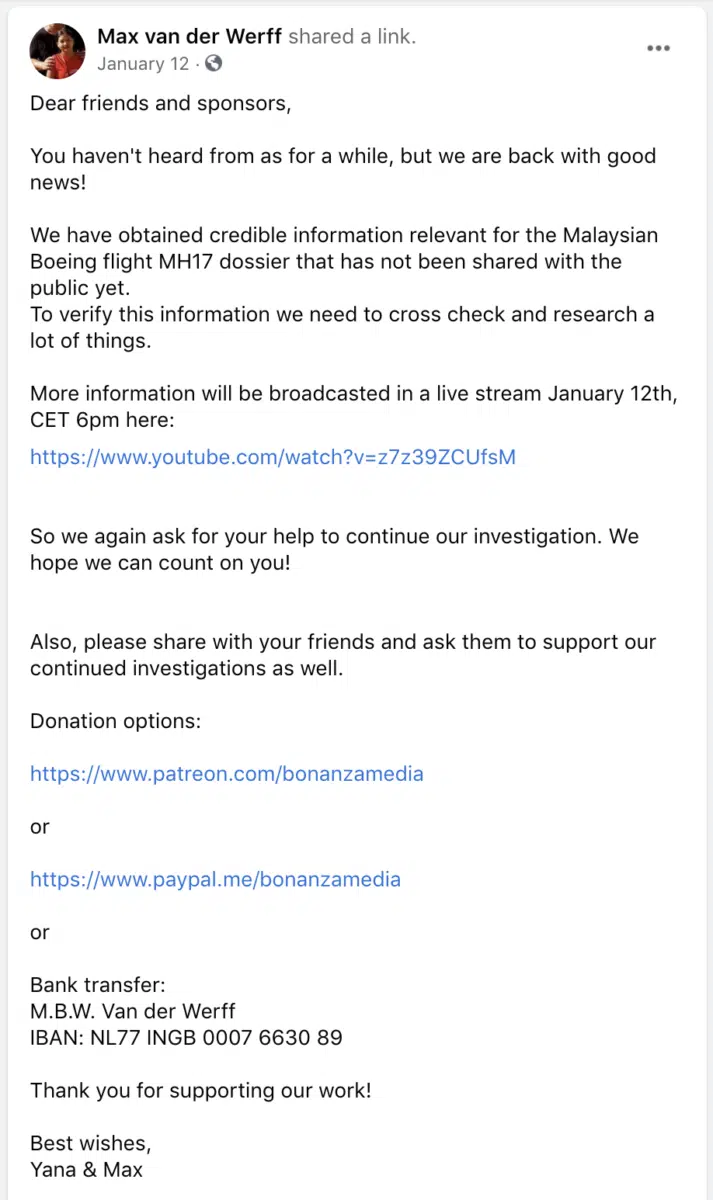 Max van der Werff shared a link.
January 12 ·
Dear friends and sponsors,
You haven't heard from as for a while, but we are back with good
news!
We have obtained credible information relevant for the Malaysian
Boeing flight MH17 dossier that has not been shared with the
public yet.
To verify this information we need to cross check and research a
lot of things.
More information will be broadcasted in a live stream January 12th,
CET 6pm here:
https://www.youtube.com/watch?v=z7z39ZCUfsM
So we again ask for your help to continue our investigation. We
hope we can count on you!
Also, please share with your friends and ask them to support our
continued investigations as well.
Donation options:
https://www.patreon.com/bonanzamedia
or
https://www.paypal.me/bonanzamedia
or
Bank transfer:
M.B.W. Van der Werff
IBAN: NL77 INGB 0007 6630 89
Thank you for supporting our work!
Best wishes,
Yana & Max